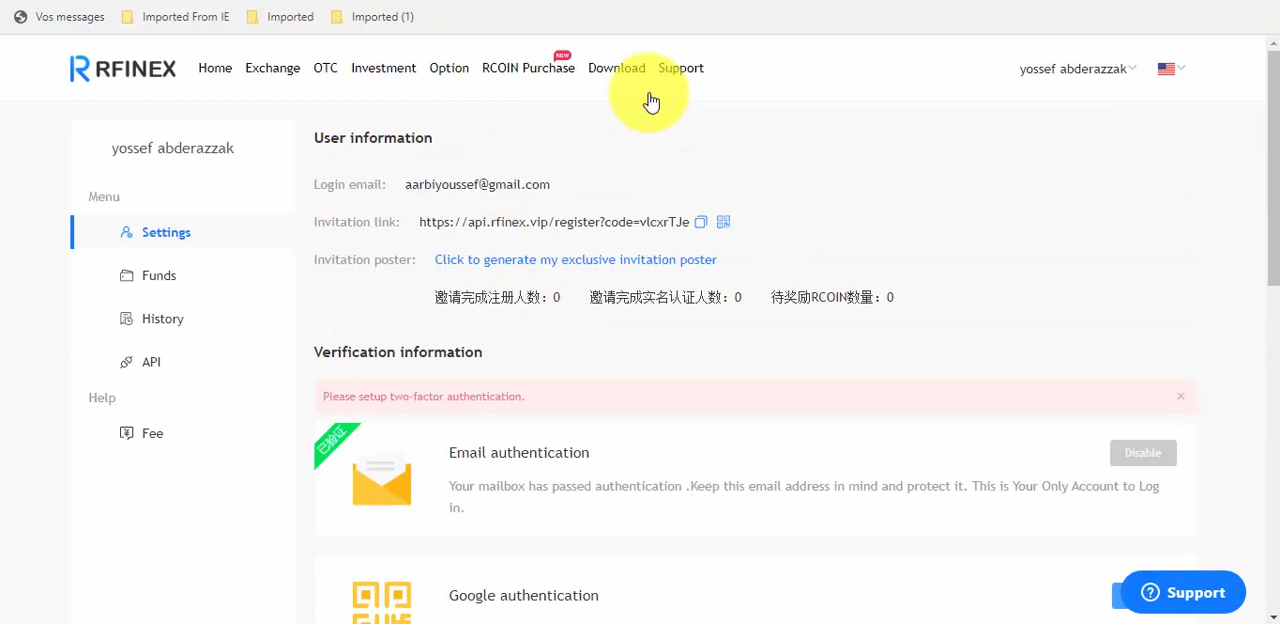 Vos messages Imported From IE Imported Imported (1)
RFINEX Home Exchange OTC Investment Option RCOIN Purchase NEW Download Support yossef abderazzak
yossef abderazzak
Menu
Settings
Funds
History
API
Help
Fee
User information
Login email: aarbiyoussef@gmail.com
Invitation link: https://api.rfinex.vip/register?code=vlcxrTJe
Invitation poster: Click to generate my exclusive invitation poster
邀请完成注册人数：0 邀请完成实名认证人数：0 待奖励RCOIN数量：0
Verification information
Please setup two-factor authentication.
已验证
Email authentication
Disable
Your mailbox has passed authentication .Keep this email address in mind and protect it. This is Your Only Account to Log
in.
Google authentication
Support